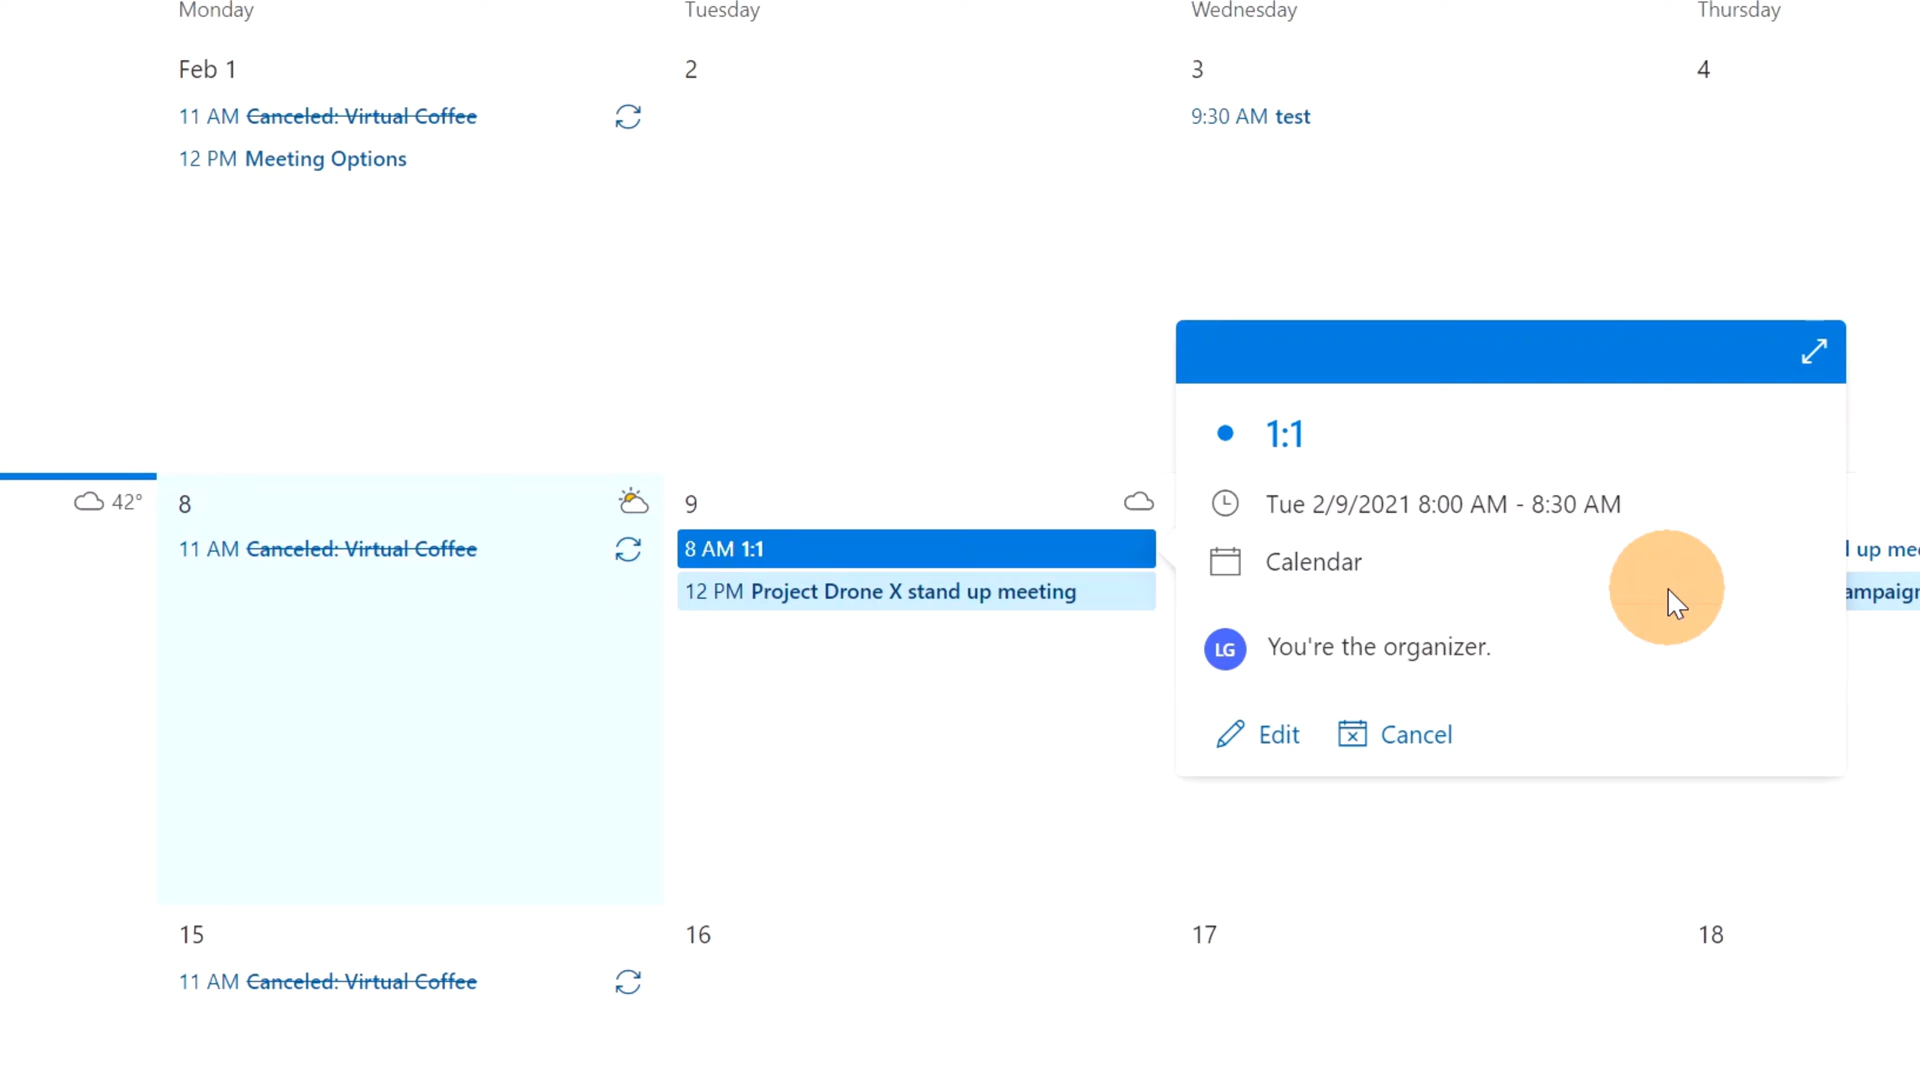 Monday
Tuesday
Wednesday
Thursday
Feb 1
2
3
4
11 AM Canceled: Virtual Coffee
9:30 AM test
12 PM Meeting Options
1:1
42°
8
9
Tue 2/9/2021 8:00 AM - 8:30 AM
11 AM Canceled: Virtual Coffee
8 AM 1:1
Calendar
up mee
12 PM Project Drone X stand up meeting
ampaign
LG
You're the organizer.
Edit
Cancel
15
16
17
18
11 AM Canceled: Virtual Coffee